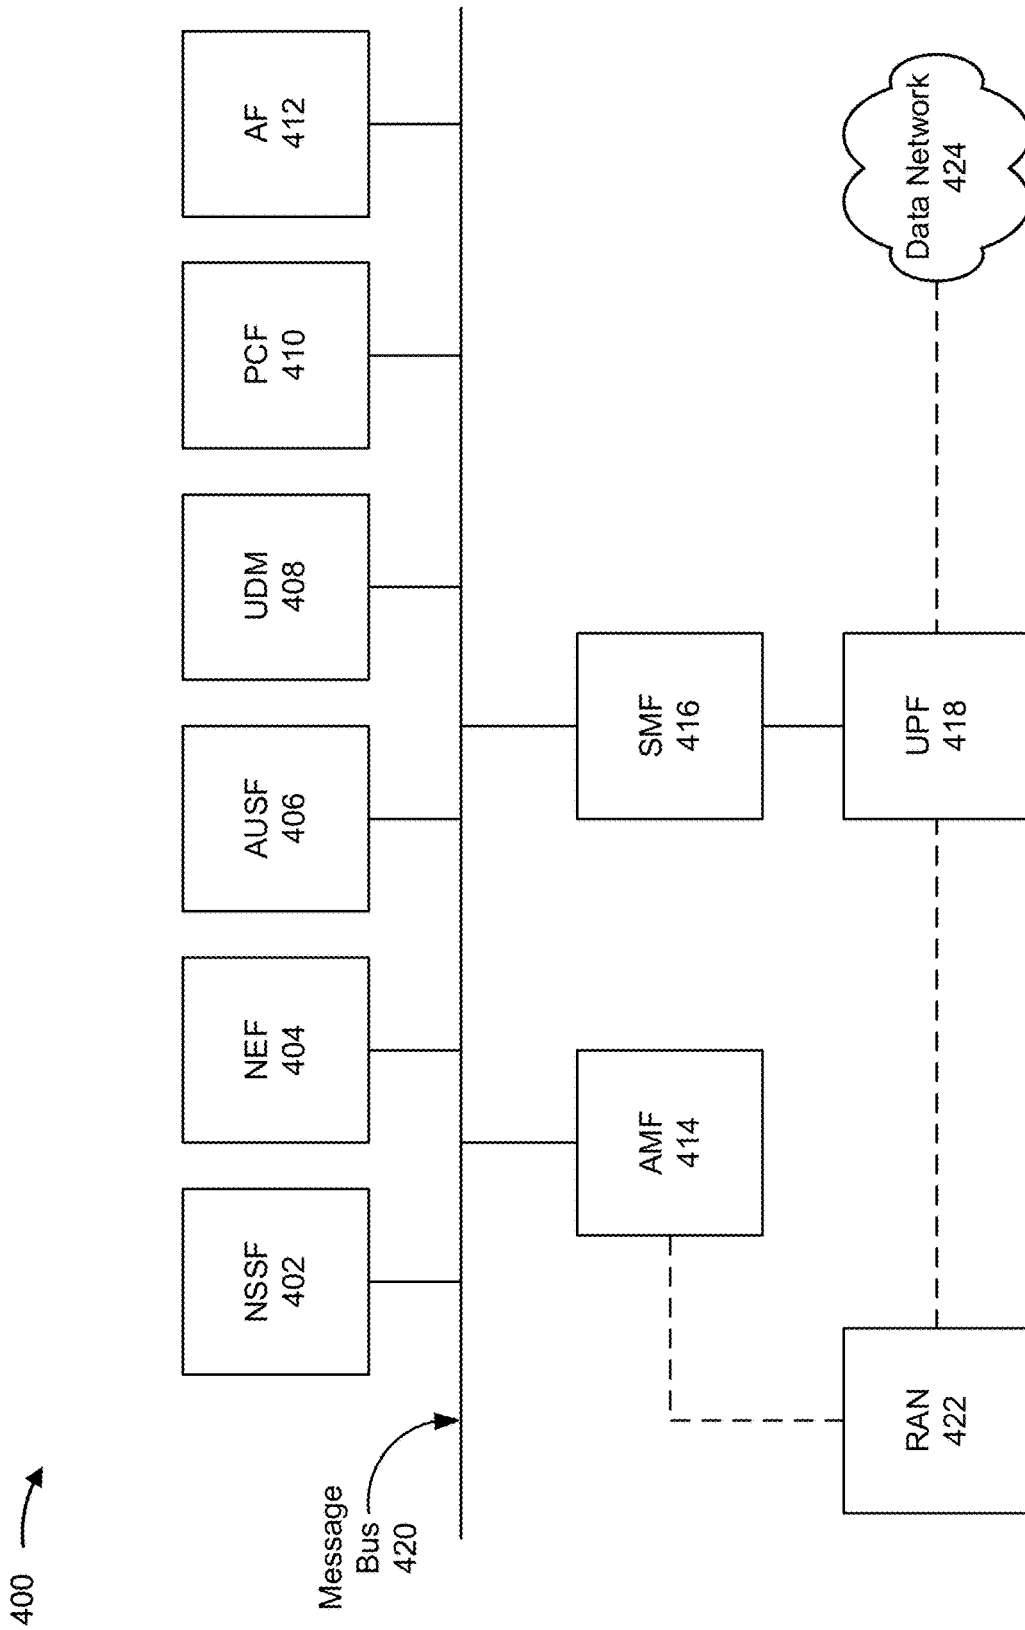 400
NSSF
402
NEF
404
AUSF
406
UDM
408
PCF
410
AF
412
Message
Bus
420
AMF
414
SMF
416
RAN
422
UPF
418
Data Network
424